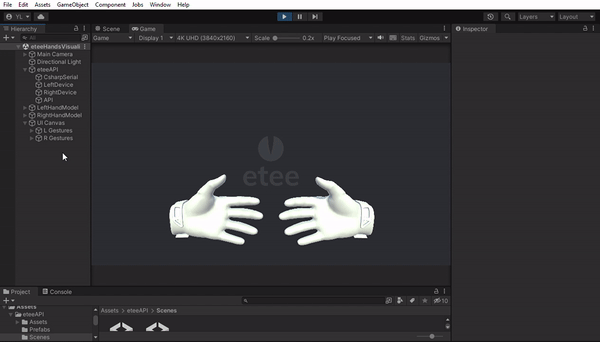 File Edit Assets GameObject Component Jobs Window Help
YL
Layers Layout
Hierarchy
Scene Game
Inspector
All
Game Display 1 4K UHD (3840x2160) Scale 0.2x Play Focused Stats Gizmos
eteeHandsVisuali
Main Camera
Directional Light
eteeAPI
CsharpSerial
LeftDevice
RightDevice
API
LeftHandModel
RightHandModel
UI Canvas
L Gestures
R Gestures
etee
Project Console
10
Assets
eteeAPI
Assets
Prefabs
Scenes
Assets > eteeAPI > Scenes